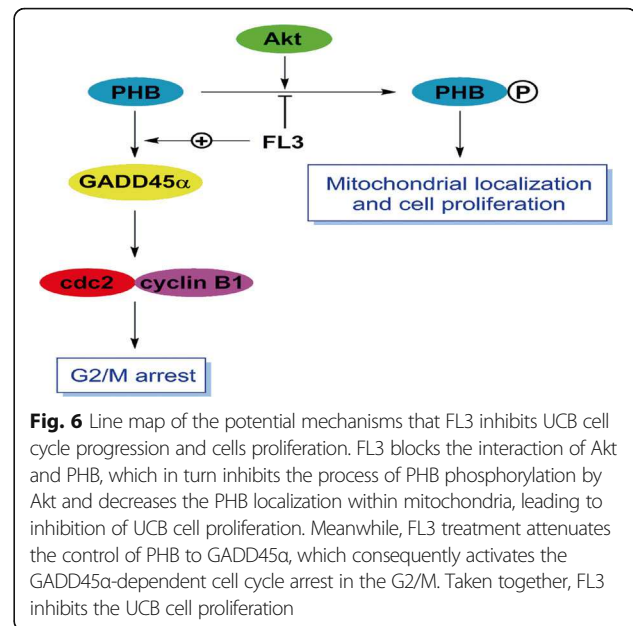 Akt
PHB
PHB P
+ FL3
GADD45α
Mitochondrial localization
and cell proliferation
cdc2 cyclin B1
G2/M arrest
Fig. 6 Line map of the potential mechanisms that FL3 inhibits UCB cell
cycle progression and cells proliferation. FL3 blocks the interaction of Akt
and PHB, which in turn inhibits the process of PHB phosphorylation by
Akt and decreases the PHB localization within mitochondria, leading to
inhibition of UCB cell proliferation. Meanwhile, FL3 treatment attenuates
the control of PHB to GADD45α, which consequently activates the
GADD45α-dependent cell cycle arrest in the G2/M. Taken together, FL3
inhibits the UCB cell proliferation